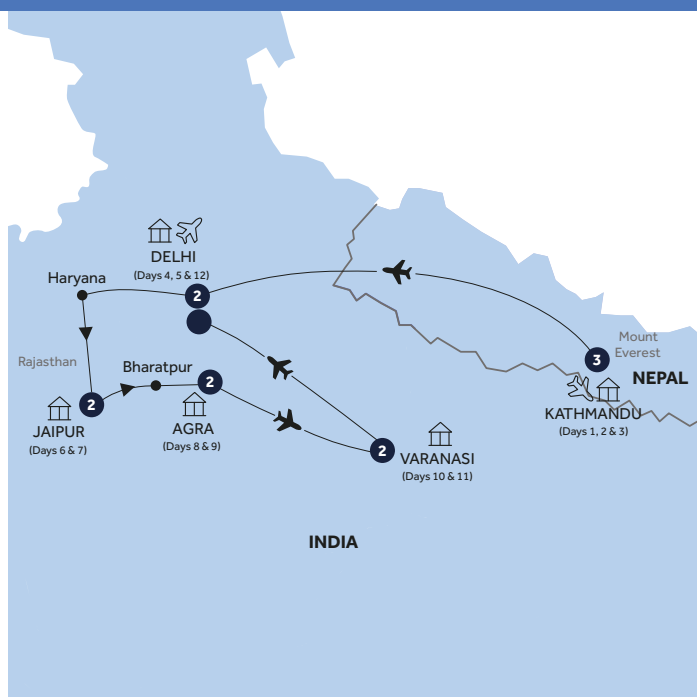 DELHI
(Days 4, 5 & 12)
Haryana
2
Mount
Everest
3
NEPAL
Rajasthan
Bharatpur
2
2
KATHMANDU
(Days 1, 2 & 3)
JAIPUR
(Days 6 & 7)
AGRA
(Days 8 & 9)
2
VARANASI
(Days 10 & 11)
INDIA